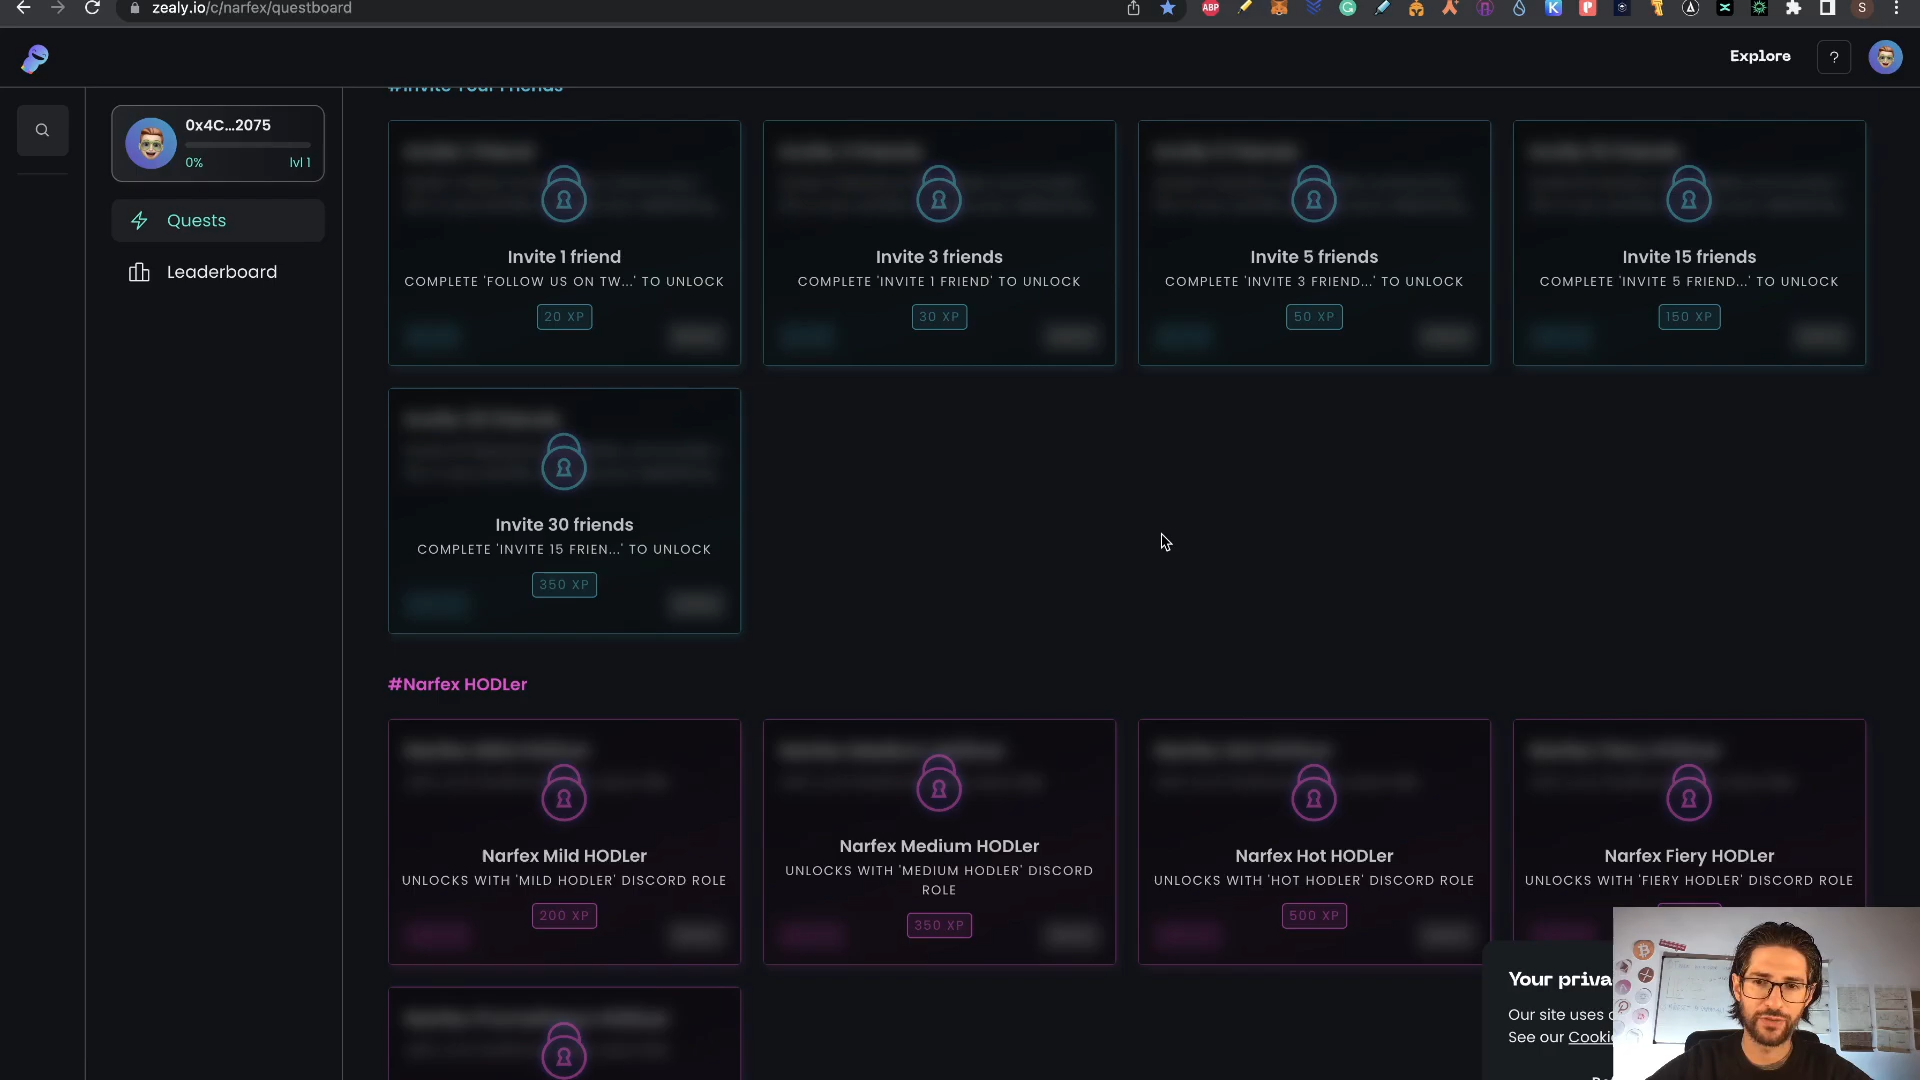 zealy.io/c/narfex/questboard
Explore
?
0x4C...2075
0%
lvl 1
Quests
Leaderboard
#Invite Your Friends
Invite 1 friend
COMPLETE 'FOLLOW US ON TW...' TO UNLOCK
20 XP
Invite 3 friends
COMPLETE 'INVITE 1 FRIEND' TO UNLOCK
30 XP
Invite 5 friends
COMPLETE 'INVITE 3 FRIEND...' TO UNLOCK
50 XP
Invite 15 friends
COMPLETE 'INVITE 5 FRIEND...' TO UNLOCK
150 XP
Invite 30 friends
COMPLETE 'INVITE 15 FRIEN...' TO UNLOCK
350 XP
#Narfex HODLer
Narfex Mild HODLer
UNLOCKS WITH 'MILD HODLER' DISCORD ROLE
200 XP
Narfex Medium HODLer
UNLOCKS WITH 'MEDIUM HODLER' DISCORD
ROLE
350 XP
Narfex Hot HODLer
UNLOCKS WITH 'HOT HODLER' DISCORD ROLE
500 XP
Narfex Fiery HODLer
UNLOCKS WITH 'FIERY HODLER' DISCORD ROLE
Your priva
Our site uses
See our Cooki